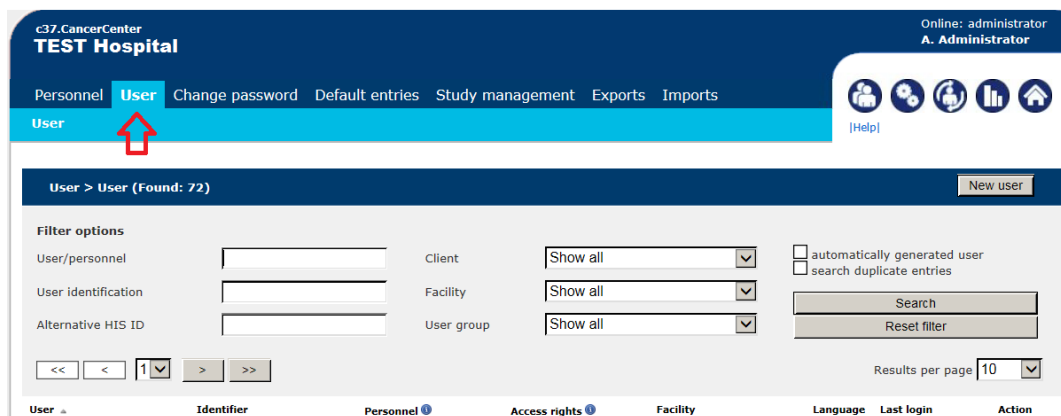 c37.CancerCenter
TEST Hospital
Online: administrator
A. Administrator
Personnel User Change password Default entries Study management Exports Imports
User
|Help|
User > User (Found: 72)
New user
Filter options
User/personnel Client Show all automatically generated user
search duplicate entries
User identification Facility Show all Search
Alternative HIS ID User group Show all Reset filter
<< < 1 > >> Results per page 10
User Identifier Personnel Access rights Facility Language Last login Action